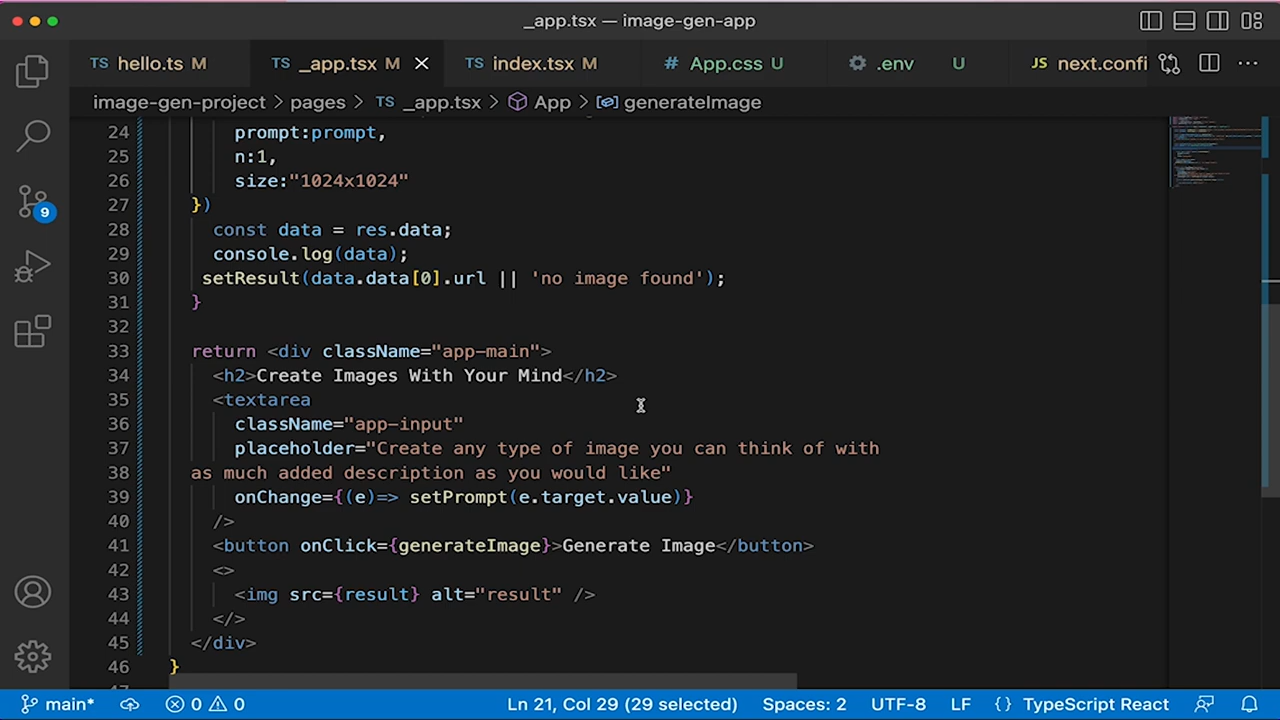 _app.tsx — image-gen-app
TS hello.ts M TS _app.tsx M TS index.tsx M # App.css U .env U JS next.confi
image-gen-project > pages > TS _app.tsx > App > generateImage
24 prompt:prompt,
25 n:1,
26 size:"1024x1024"
27 })
28 const data = res.data;
29 console.log(data);
30 setResult(data.data[0].url || 'no image found');
31 }
32
33 return <div className="app-main">
34 <h2>Create Images With Your Mind</h2>
35 <textarea
36 className="app-input"
37 placeholder="Create any type of image you can think of with
38 as much added description as you would like"
39 onChange={(e)=> setPrompt(e.target.value)}
40 />
41 <button onClick={generateImage}>Generate Image</button>
42 <>
43 <img src={result} alt="result" />
44 </>
45 </div>
46 }
9
main* 0 0 Ln 21, Col 29 (29 selected) Spaces: 2 UTF-8 LF {} TypeScript React